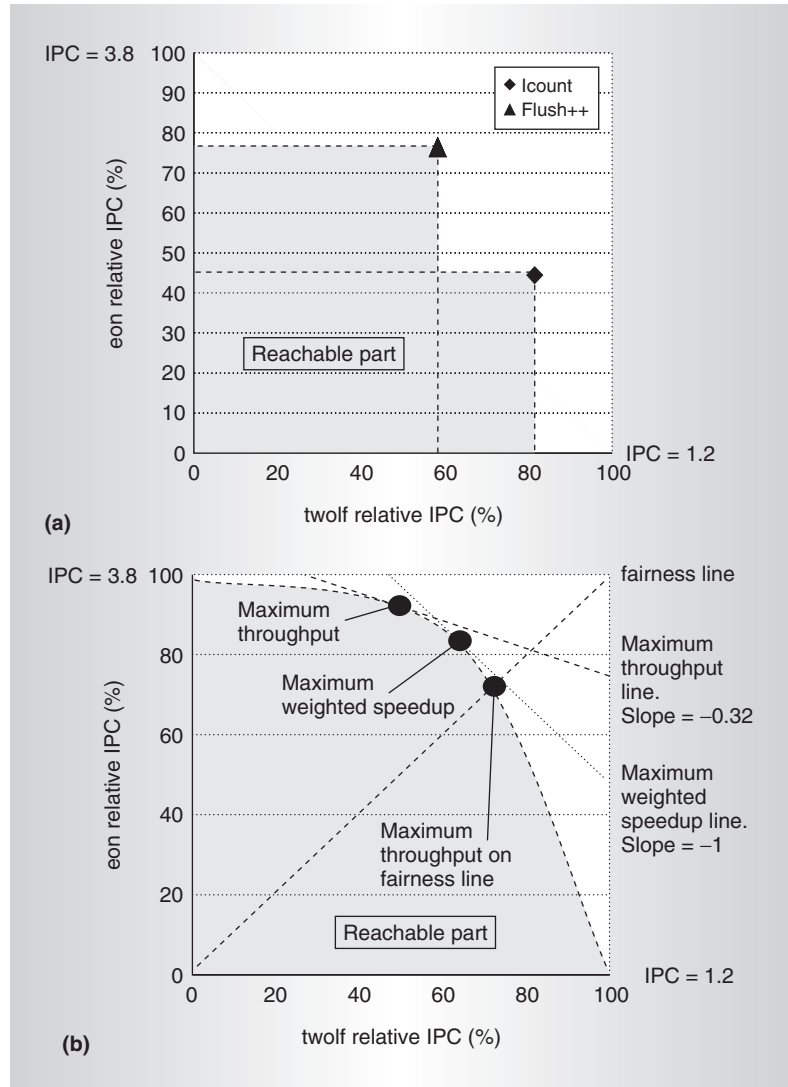 IPC = 3.8
100
90
80
70
60
50
40
30
20
10
0
eon relative IPC (%)
Icount
Flush++
Reachable part
0
20
40
60
80
100
IPC = 1.2
twolf relative IPC (%)
(a)
IPC = 3.8
100
80
60
40
20
0
eon relative IPC (%)
fairness line
Maximum
throughput
Maximum
weighted speedup
Maximum
throughput
line.
Slope = −0.32
Maximum
weighted
speedup line.
Slope = −1
Maximum
throughput on
fairness line
Reachable part
0
20
40
60
80
100
IPC = 1.2
twolf relative IPC (%)
(b)